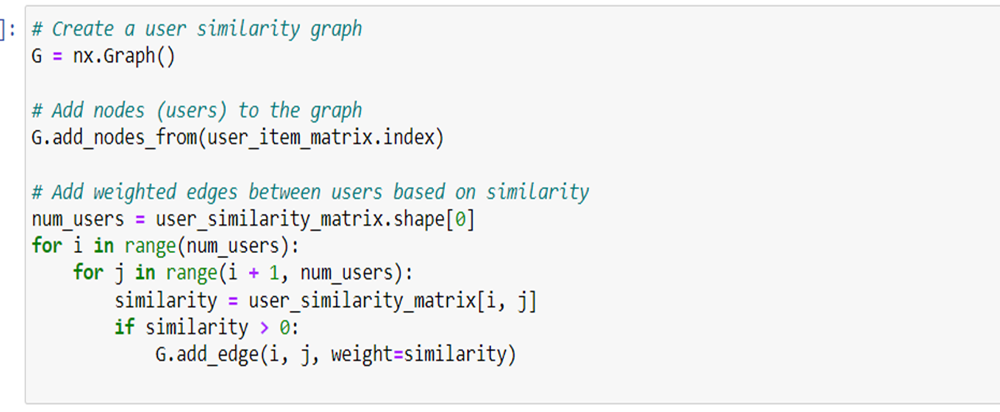 ]: # Create a user similarity graph
G = nx.Graph()
# Add nodes (users) to the graph
G.add_nodes_from(user_item_matrix.index)
# Add weighted edges between users based on similarity
num_users = user_similarity_matrix.shape[0]
for i in range(num_users):
    for j in range(i + 1, num_users):
        similarity = user_similarity_matrix[i, j]
        if similarity > 0:
            G.add_edge(i, j, weight=similarity)